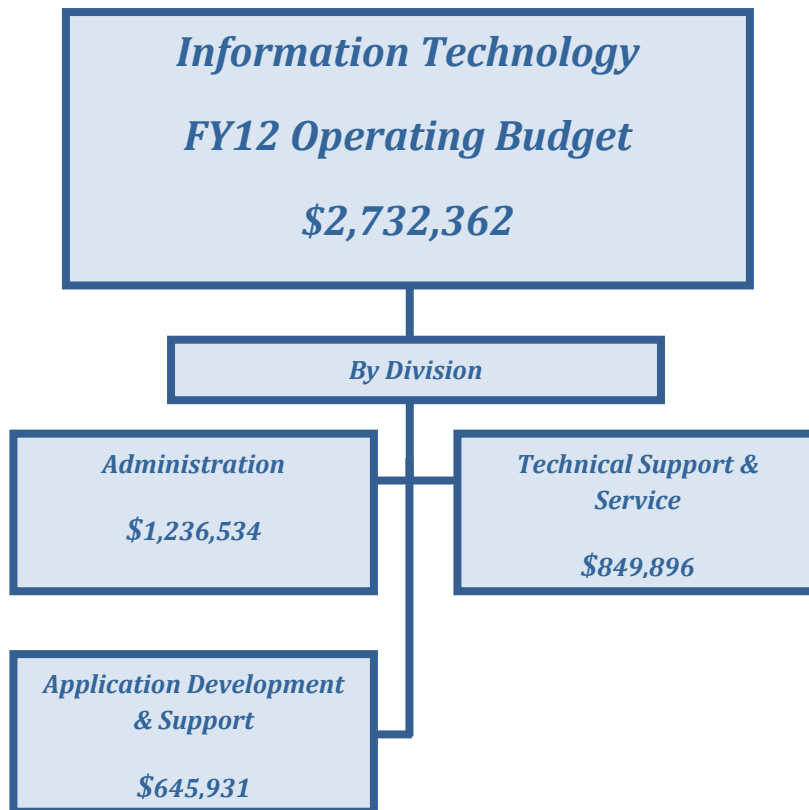 Information Technology
FY12 Operating Budget
$2,732,362
By Division
Administration
$1,236,534
Technical Support &
Service
$849,896
Application Development
& Support
$645,931